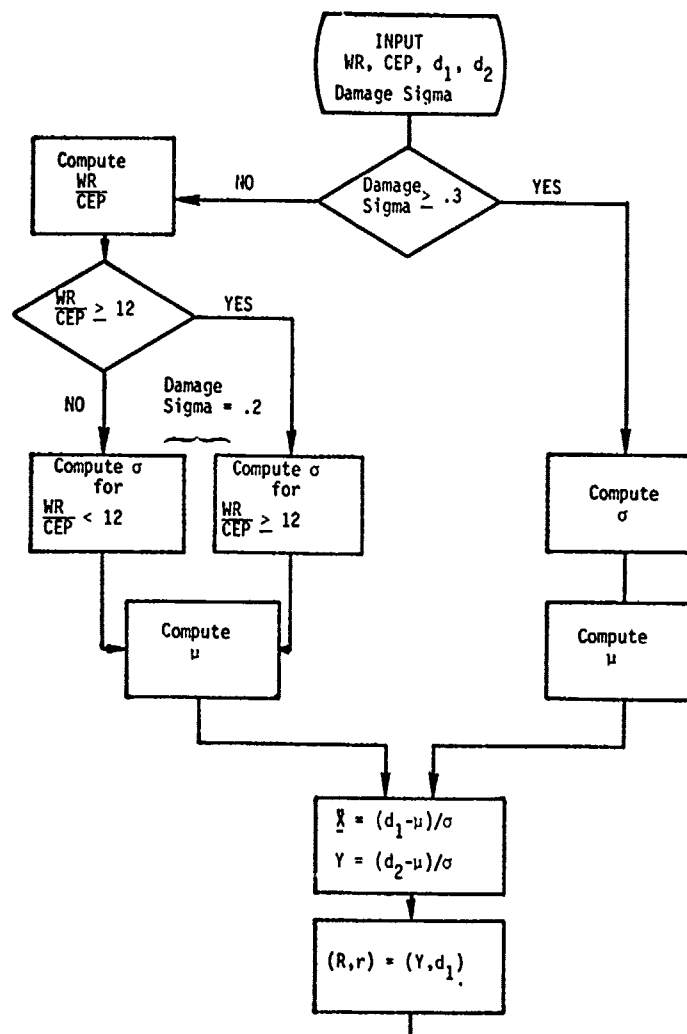 INPUT
WR, CEP, d₁, d₂
Damage Sigma
Compute
WR
CEP
NO
Damage
Sigma ≥ .3
YES
WR
CEP ≥ 12
YES
NO
Damage
Sigma = .2
Compute σ
for
WR
CEP < 12
Compute σ
for
WR
CEP ≥ 12
Compute
σ
Compute
μ
Compute
μ
X = (d₁-μ)/σ
Y = (d₂-μ)/σ
(R,r) = (Y,d₁)